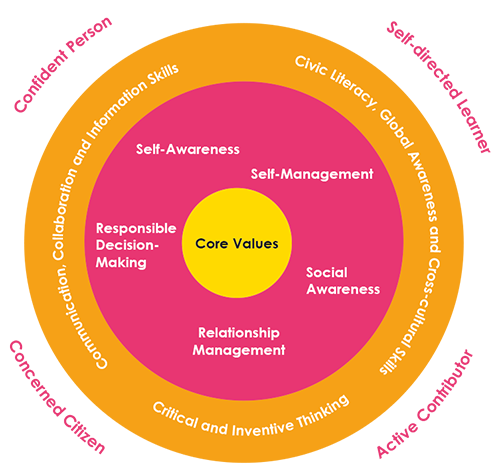 Confident Person
Self-directed Learner
Communication, Collaboration and Information Skills
Civic Literacy, Global Awareness and Cross-cultural Skills
Self-Awareness
Self-Management
Responsible
Decision-
Making
Core Values
Social
Awareness
Relationship
Management
Critical and Inventive Thinking
Concerned Citizen
Active Contributor